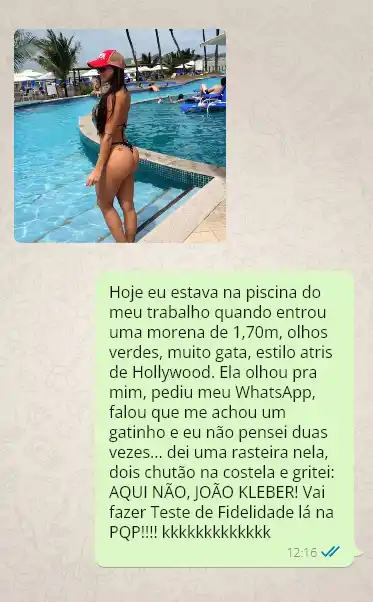 Hoje eu estava na piscina do
meu trabalho quando entrou
uma morena de 1,70m, olhos
verdes, muito gata, estilo atris
de Hollywood. Ela olhou pra
mim, pediu meu WhatsApp,
falou que me achou um
gatinho e eu não pensei duas
vezes... dei uma rasteira nela,
dois chutão na costela e gritei:
AQUI NÃO, JOÃO KLEBER! Vai
fazer Teste de Fidelidade lá na
PQP!!!! kkkkkkkkkkkkk
12:16